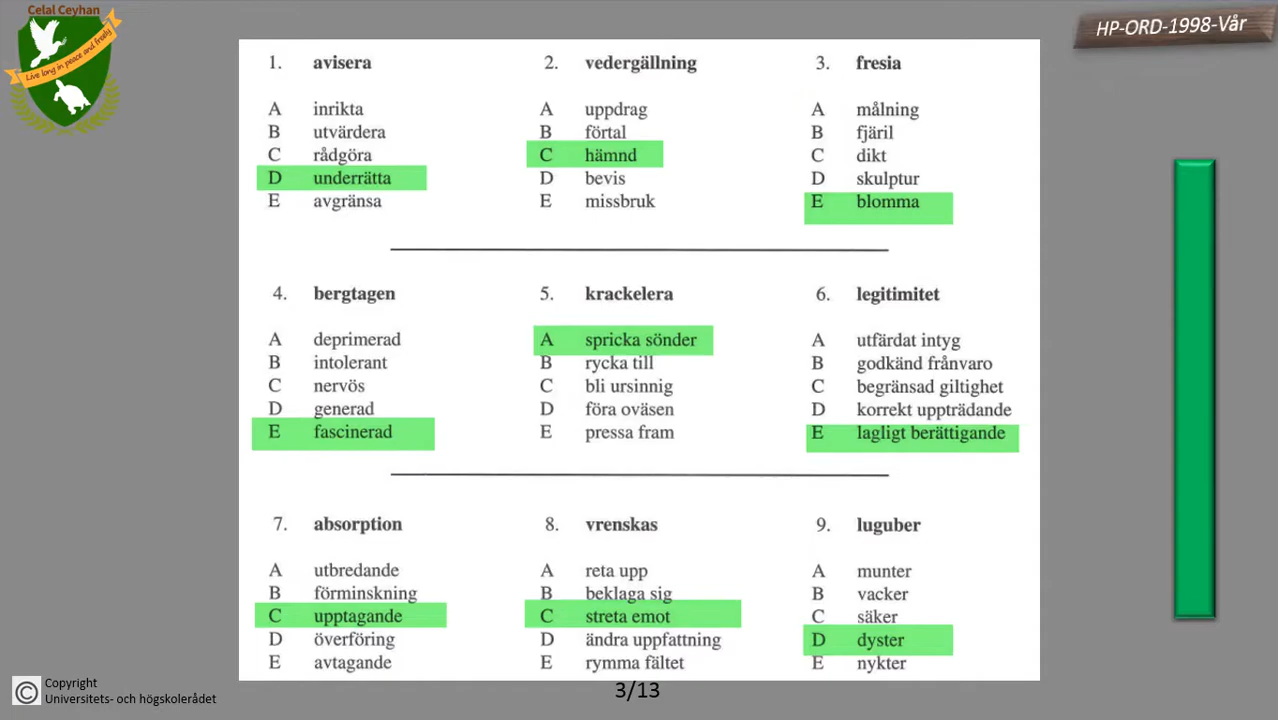 Celal Ceyhan
Live long in peace and freely
HP-ORD-1998-Vår
1. avisera
A inrikta
B utvärdera
C rådgöra
D underrätta
E avgränsa
2. vedergällning
A uppdrag
B förtal
C hämnd
D bevis
E missbruk
3. fresia
A målning
B fjäril
C dikt
D skulptur
E blomma
4. bergtagen
A deprimerad
B intolerant
C nervös
D generad
E fascinerad
5. krackelera
A spricka sönder
B rycka till
C bli ursinnig
D föra oväsen
E pressa fram
6. legitimitet
A utfärdat intyg
B godkänd frånvaro
C begränsad giltighet
D korrekt uppträdande
E lagligt berättigande
7. absorption
A utbredande
B förminskning
C upptagande
D överföring
E avtagande
8. vrenskas
A reta upp
B beklaga sig
C streta emot
D ändra uppfattning
E rymma fältet
9. luguber
A munter
B vacker
C säker
D dyster
E nykter
© Copyright
Universitets- och högskolerådet
3/13